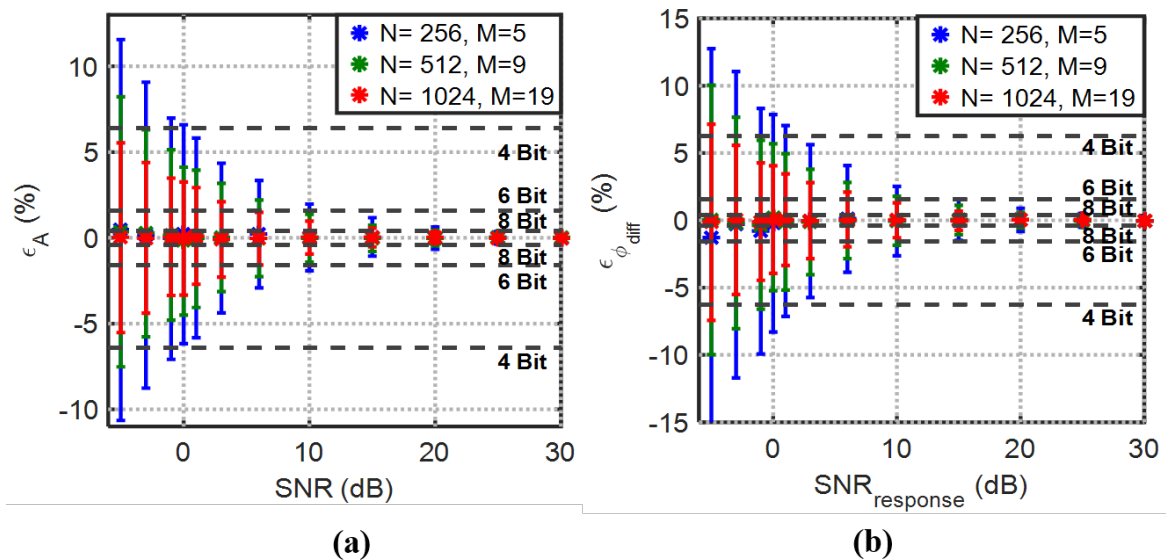 N= 256, M=5
N= 512, M=9
N= 1024, M=19
10
5
0
-5
-10
ϵ_A (%)
4 Bit
6 Bit
8 Bit
8 Bit
6 Bit
4 Bit
0
10
20
30
SNR (dB)
(a)
N= 256, M=5
N= 512, M=9
N= 1024, M=19
15
10
5
0
-5
-10
-15
ϵ_ϕ_diff (%)
4 Bit
6 Bit
8 Bit
8 Bit
6 Bit
4 Bit
0
10
20
30
SNR_response (dB)
(b)